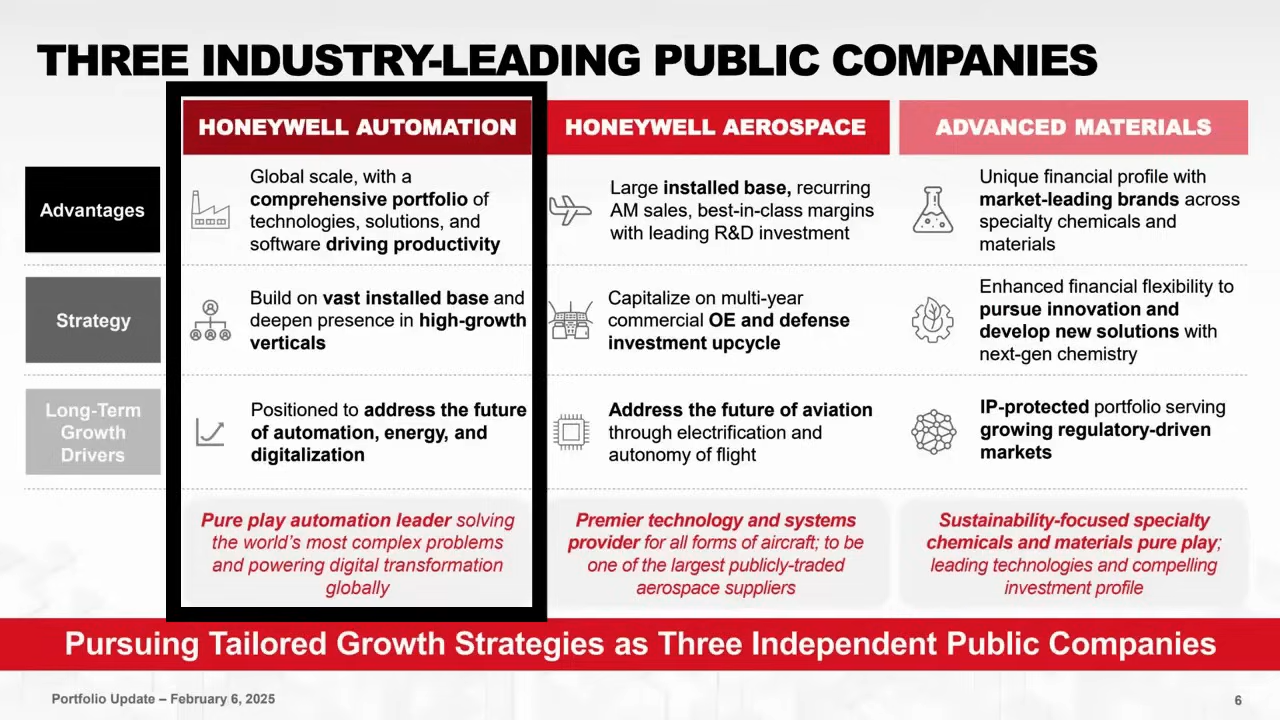 THREE INDUSTRY-LEADING PUBLIC COMPANIES
HONEYWELL AUTOMATION
HONEYWELL AEROSPACE
ADVANCED MATERIALS
Advantages
Global scale, with a
comprehensive portfolio of
technologies, solutions, and
software driving productivity
Large installed base, recurring
AM sales, best-in-class margins
with leading R&D investment
Unique financial profile with
market-leading brands across
specialty chemicals and
materials
Strategy
Build on vast installed base and
deepen presence in high-growth
verticals
Capitalize on multi-year
commercial OE and defense
investment upcycle
Enhanced financial flexibility to
pursue innovation and
develop new solutions with
next-gen chemistry
Long-Term
Growth
Drivers
Positioned to address the future
of automation, energy, and
digitalization
Address the future of aviation
through electrification and
autonomy of flight
IP-protected portfolio serving
growing regulatory-driven
markets
Pure play automation leader solving
the world's most complex problems
and powering digital transformation
globally
Premier technology and systems
provider for all forms of aircraft; to be
one of the largest publicly-traded
aerospace suppliers
Sustainability-focused specialty
chemicals and materials pure play;
leading technologies and compelling
investment profile
Pursuing Tailored Growth Strategies as Three Independent Public Companies
Portfolio Update – February 6, 2025
6